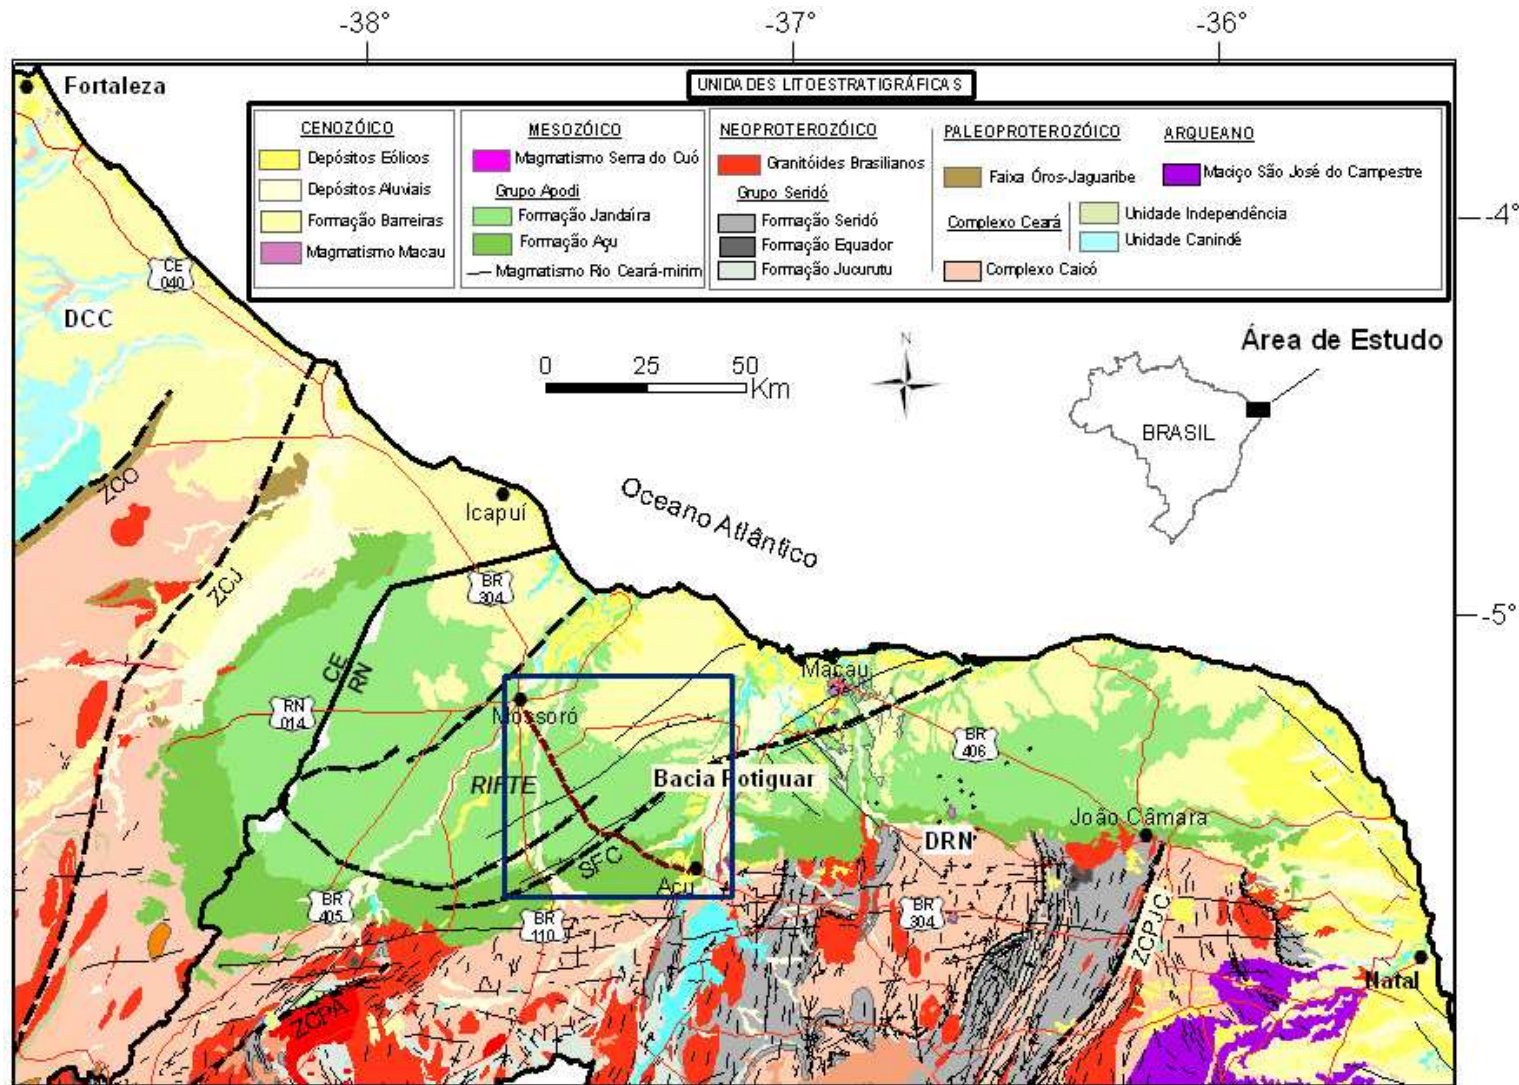 -38°
-37°
-36°
Fortaleza
UNIDADES LITOESTRATIGRÁFICAS
CENOZÓICO
Depósitos Eólicos
Depósitos Aluviais
Formação Barreiras
Magmatismo Macau
MESOZÓICO
Magmatismo Serra do Cuó
Grupo Apodi
Formação Jandaíra
Formação Açu
Magmatismo Rio Ceará-mirim
NEOPROTEROZÓICO
Granitóides Brasilianos
Grupo Seridó
Formação Seridó
Formação Equador
Formação Jucurutu
PALEOPROTEROZÓICO
Faixa Óros-Jaguaribe
Complexo Ceará
Unidade Independência
Unidade Canindé
Complexo Caicó
ARQUEANO
Maciço São José do Campestre
-4°
CE
040
DCC
0 25 50
Km
N
Área de Estudo
BRASIL
ZCO
Icapuí
Oceano Atlântico
ZCJ
BR
304
-5°
CE
RN
Macau
RN
014
Mossoró
BR
406
RIFTE
Bacia Potiguar
João Câmara
DRN
SFC
Açu
BR
405
BR
110
BR
304
ZCPJC
Natal
ZCPA